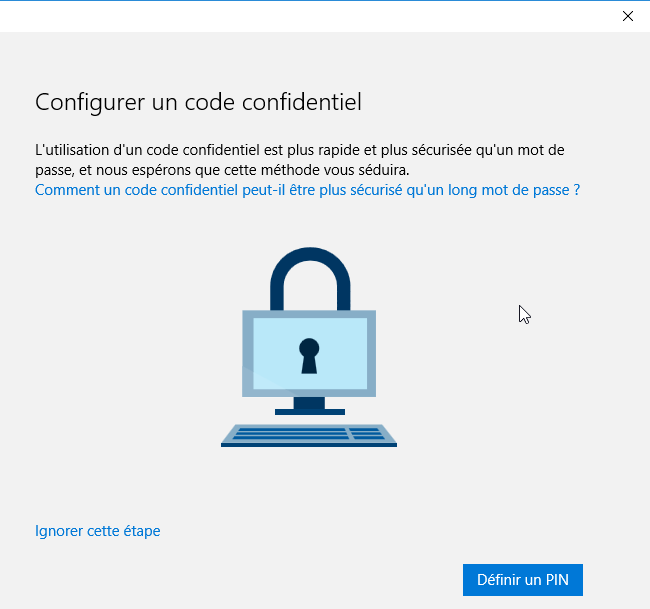 Configurer un code confidentiel
L'utilisation d'un code confidentiel est plus rapide et plus sécurisée qu'un mot de
passe, et nous espérons que cette méthode vous séduira.
Comment un code confidentiel peut-il être plus sécurisé qu'un long mot de passe ?
Ignorer cette étape
Définir un PIN